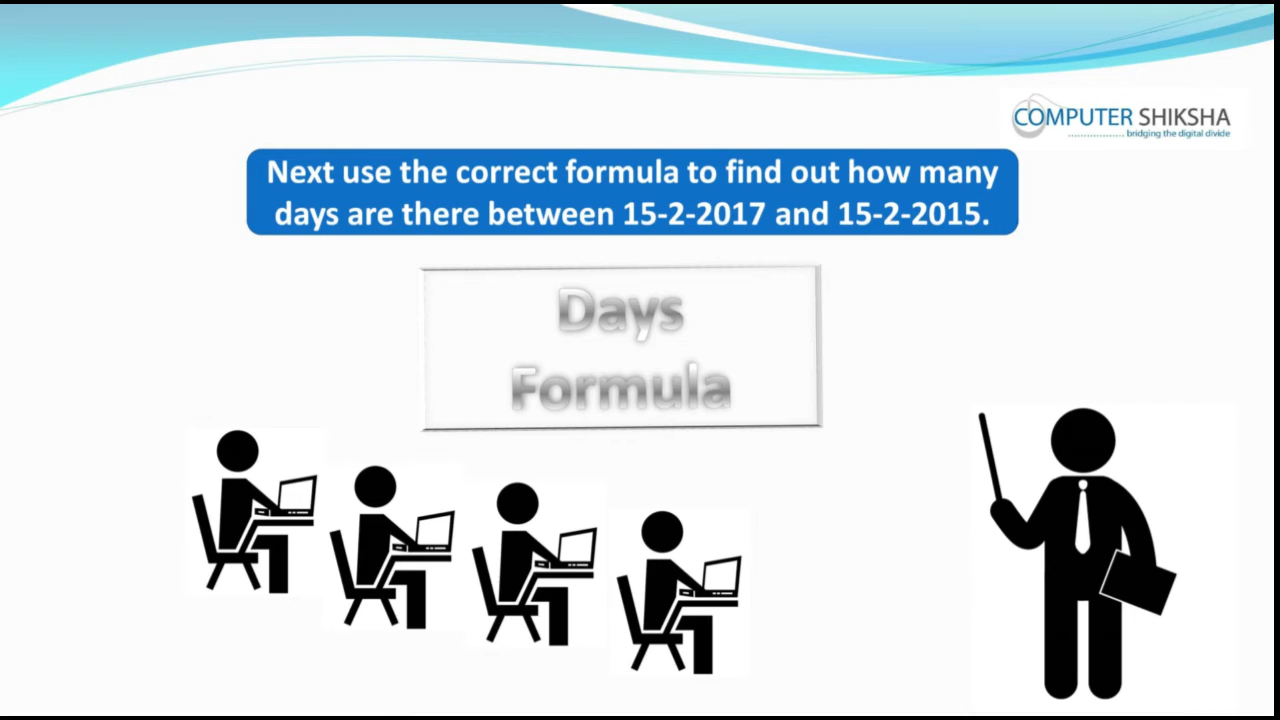 COMPUTER SHIKSHA
bridging the digital divide
Next use the correct formula to find out how many
days are there between 15-2-2017 and 15-2-2015.
Days
Formula